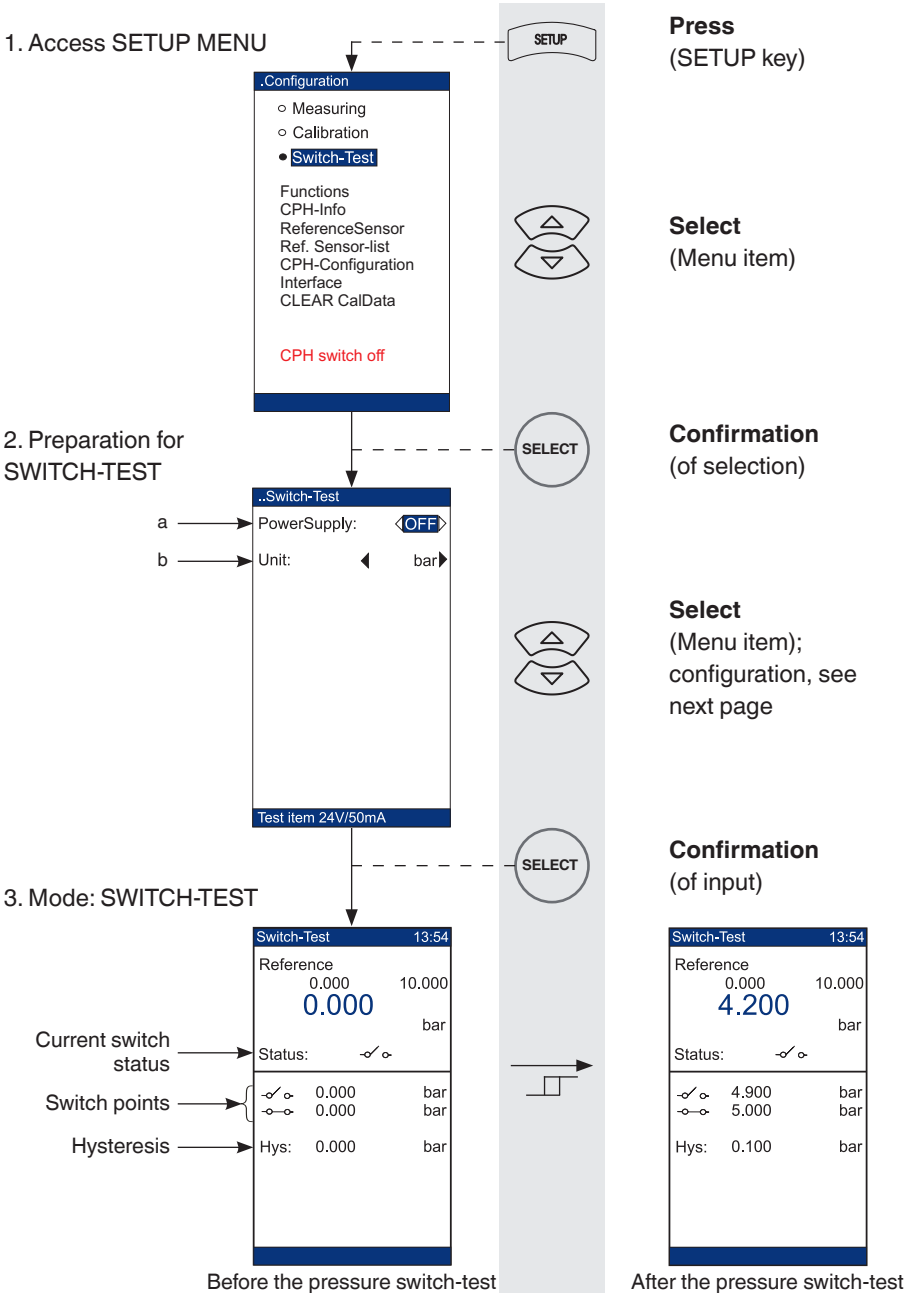 1. Access SETUP MENU
SETUP
Press
(SETUP key)
.Configuration
Measuring
Calibration
Switch-Test
Functions
CPH-Info
ReferenceSensor
Ref. Sensor-list
CPH-Configuration
Interface
CLEAR CalData
CPH switch off
Select
(Menu item)
2. Preparation for
SWITCH-TEST
SELECT
Confirmation
(of selection)
..Switch-Test
a
PowerSupply: OFF
b
Unit: bar
Test item 24V/50mA
Select
(Menu item);
configuration, see
next page
SELECT
Confirmation
(of input)
3. Mode: SWITCH-TEST
Switch-Test 13:54
Reference
0.000 10.000
0.000
bar
Current switch
status
Status:
Switch points
0.000 bar
0.000 bar
Hysteresis
Hys: 0.000 bar
Before the pressure switch-test
Switch-Test 13:54
Reference
0.000 10.000
4.200
bar
Status:
4.900 bar
5.000 bar
Hys: 0.100 bar
After the pressure switch-test